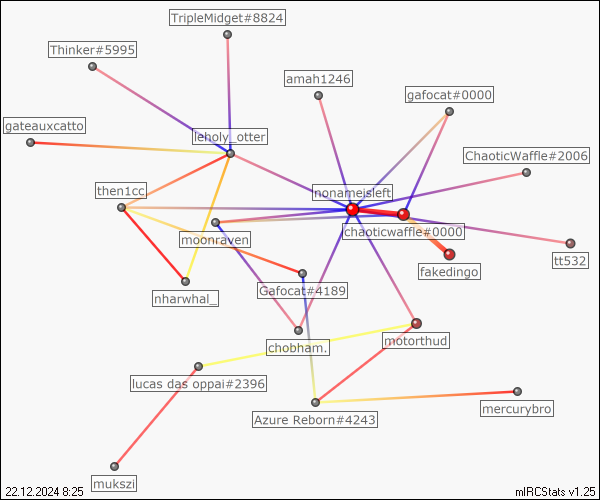 TripleMidget#8824
Thinker#5995
amah1246
gafocat#0000
gateauxcatto
leholy_otter
ChaoticWaffle#2006
then1cc
nonameisleft
moonraven
chaoticwaffle#0000
tt532
fakedingo
Gafocat#4189
nharwhal_
chobham.
motorthud
lucas das oppai#2396
Azure Reborn#4243
mercurybro
mukszi
22.12.2024 8:25
mIRCStats v1.25